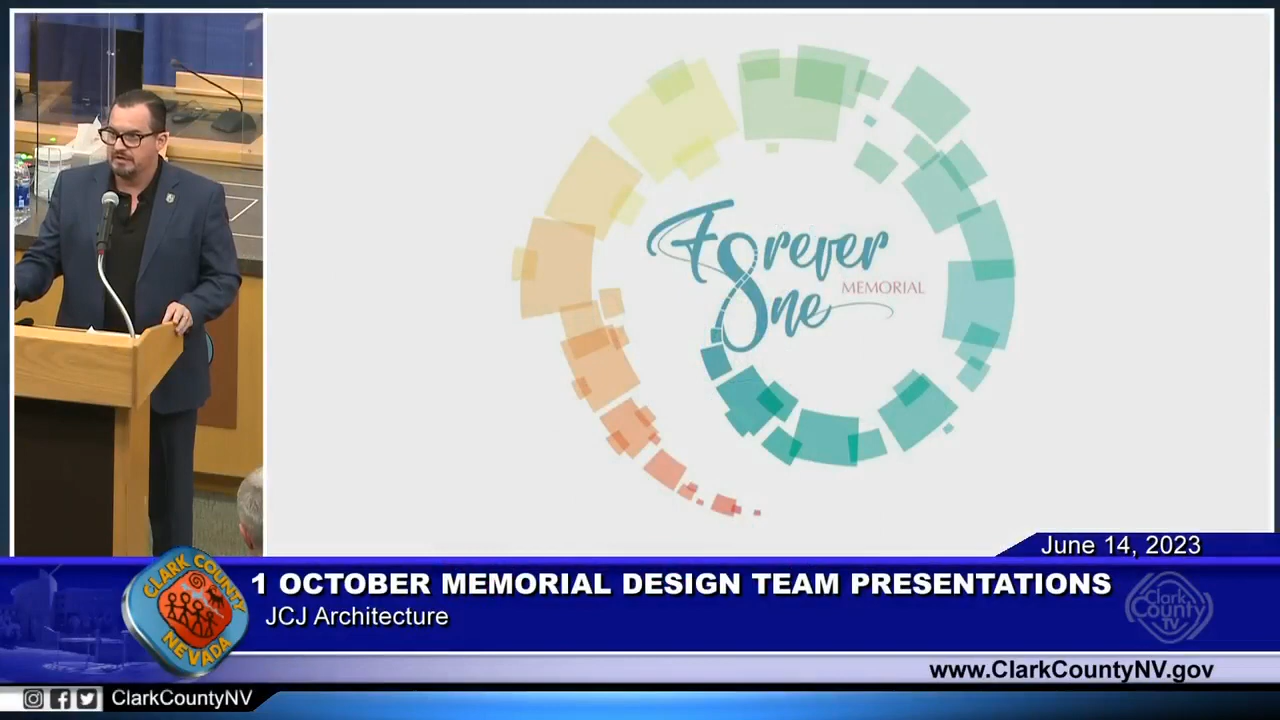 Forever
One
MEMORIAL
June 14, 2023
1 OCTOBER MEMORIAL DESIGN TEAM PRESENTATIONS
JCJ Architecture
CLARK COUNTY
NEVADA
Clark
County
TV
www.ClarkCountyNV.gov
ClarkCountyNV